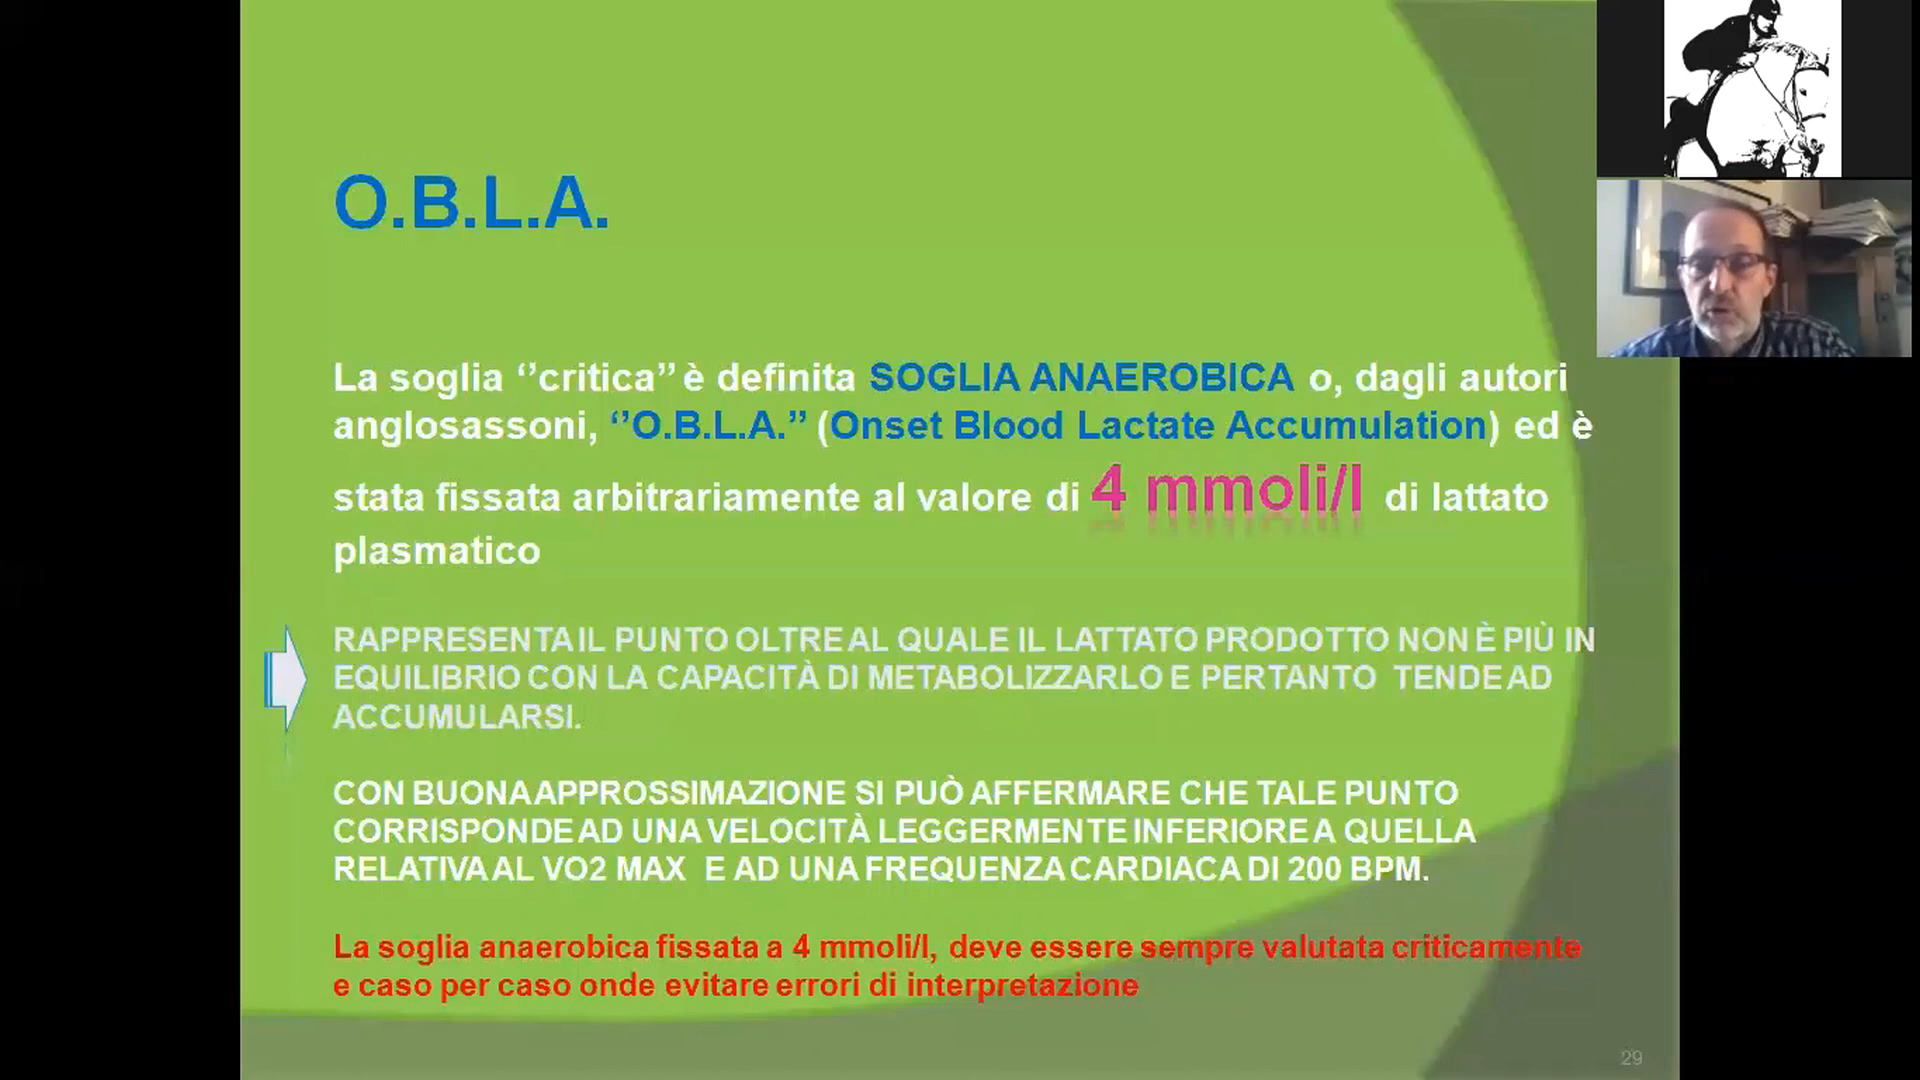 O.B.L.A.
La soglia ‘’critica’’ è definita SOGLIA ANAEROBICA o, dagli autori
anglosassoni, ‘’O.B.L.A.’’ (Onset Blood Lactate Accumulation) ed è
stata fissata arbitrariamente al valore di 4 mmoli/l di lattato
plasmatico
RAPPRESENTA IL PUNTO OLTRE AL QUALE IL LATTATO PRODOTTO NON È PIÙ IN
EQUILIBRIO CON LA CAPACITÀ DI METABOLIZZARLO E PERTANTO TENDE AD
ACCUMULARSI.
CON BUONA APPROSSIMAZIONE SI PUÒ AFFERMARE CHE TALE PUNTO
CORRISPONDE AD UNA VELOCITÀ LEGGERMENTE INFERIORE A QUELLA
RELATIVA AL VO2 MAX E AD UNA FREQUENZA CARDIACA DI 200 BPM.
La soglia anaerobica fissata a 4 mmoli/l, deve essere sempre valutata criticamente
e caso per caso onde evitare errori di interpretazione
29